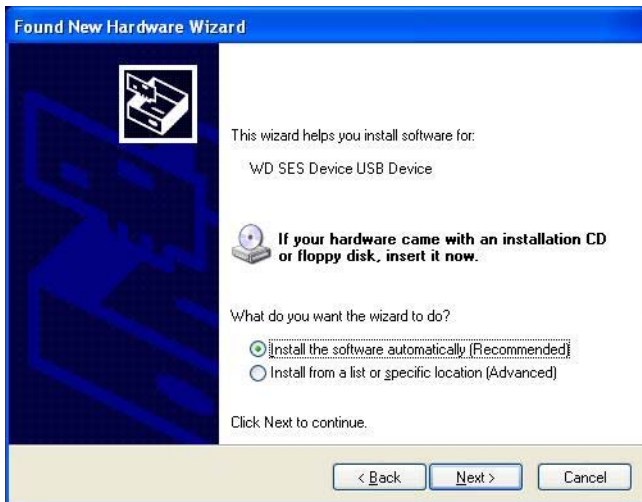 Found New Hardware Wizard
This wizard helps you install software for:
WD SES Device USB Device
If your hardware came with an installation CD
or floppy disk, insert it now.
What do you want the wizard to do?
Install the software automatically (Recommended)
Install from a list or specific location (Advanced)
Click Next to continue.
< Back Next > Cancel